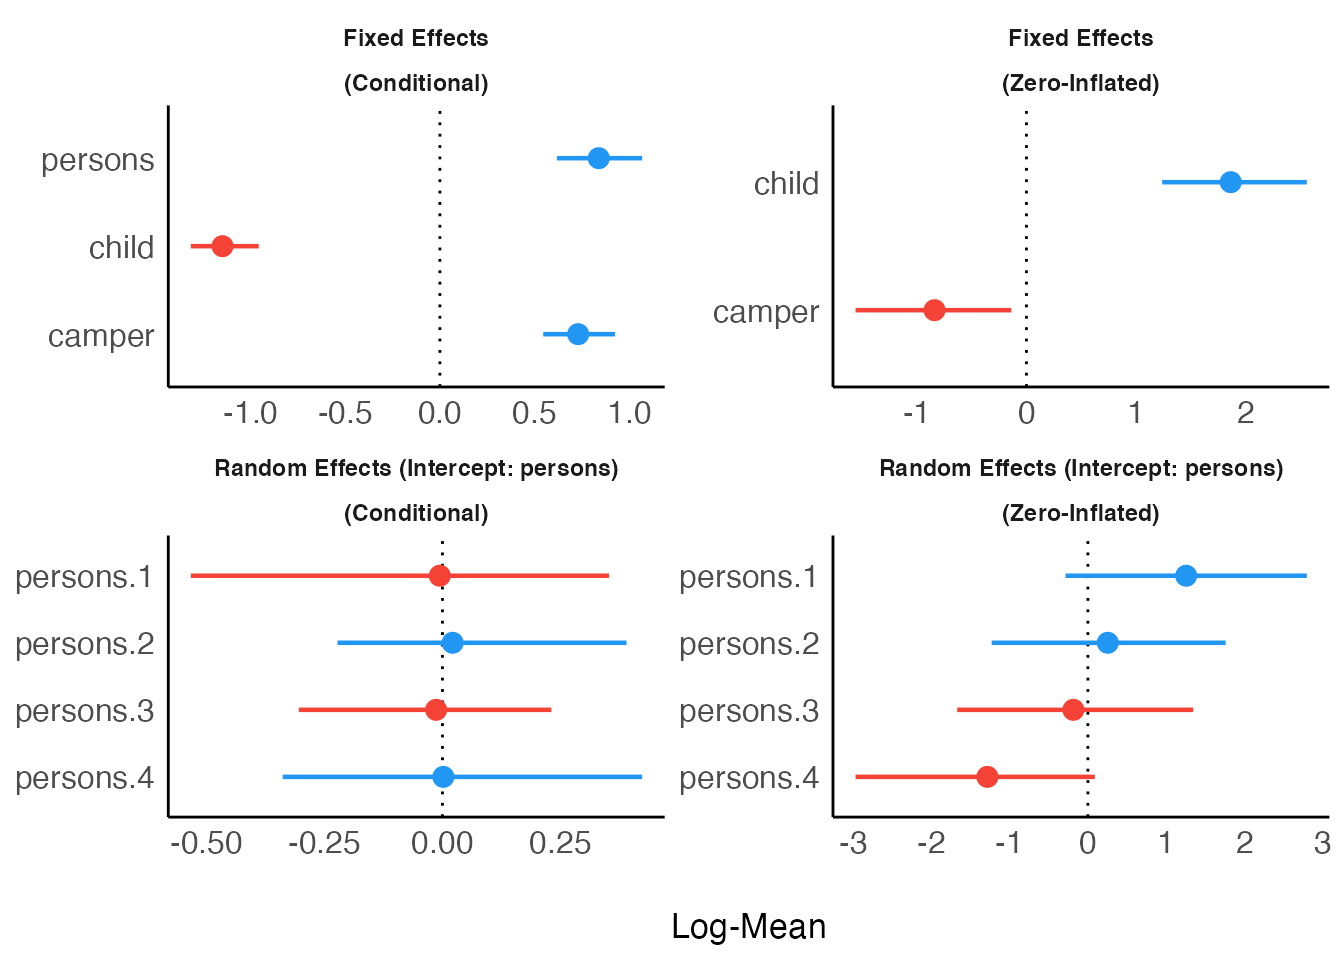 Fixed Effects
(Conditional)
persons
child
camper
-1.0 -0.5 0.0 0.5 1.0
Fixed Effects
(Zero-Inflated)
child
camper
-1 0 1 2
Random Effects (Intercept: persons)
(Conditional)
persons.1
persons.2
persons.3
persons.4
-0.50 -0.25 0.00 0.25
Random Effects (Intercept: persons)
(Zero-Inflated)
persons.1
persons.2
persons.3
persons.4
-3 -2 -1 0 1 2 3
Log-Mean